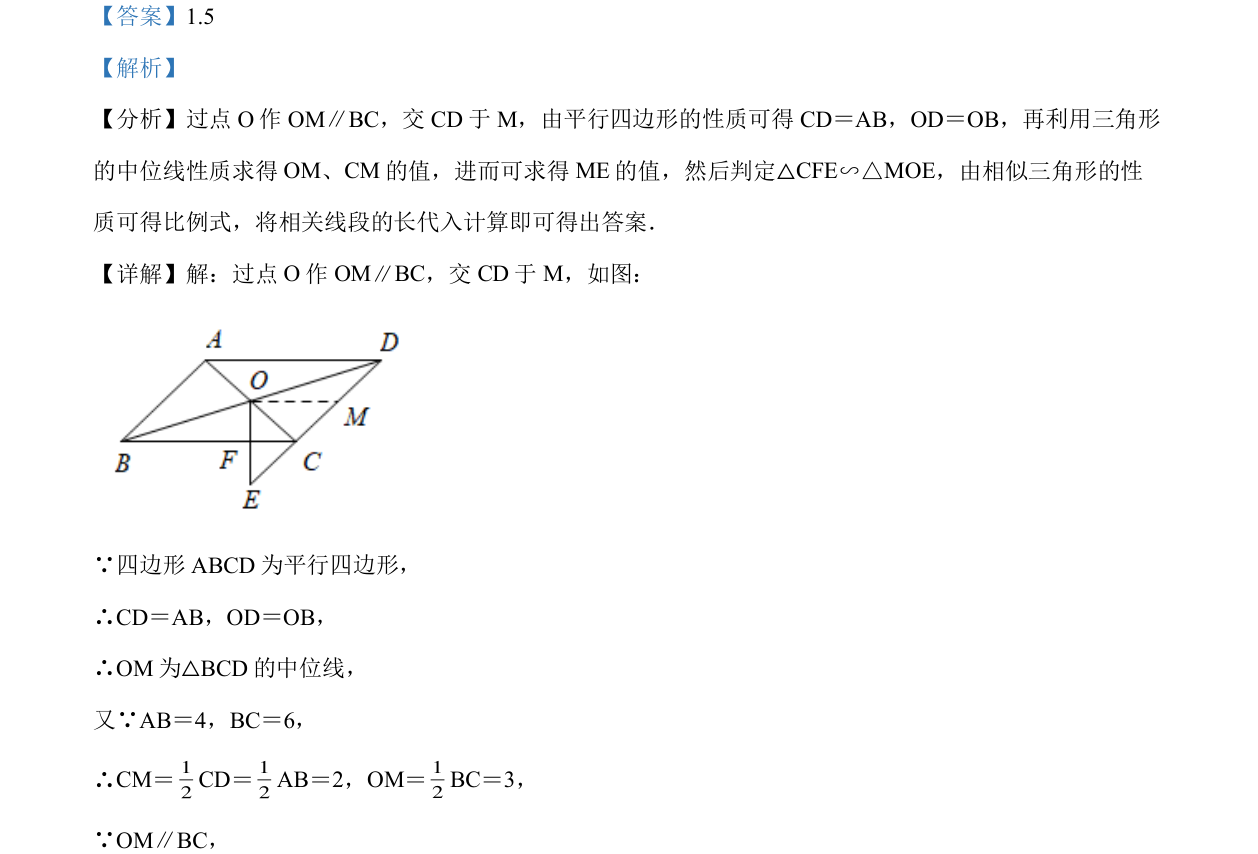 【答案】1.5
【解析】
【分析】过点 O 作 OM∥BC，交 CD 于 M，由平行四边形的性质可得 CD＝AB，OD＝OB，再利用三角形
的中位线性质求得 OM、CM 的值，进而可求得 ME 的值，然后判定△CFE∽△MOE，由相似三角形的性
质可得比例式，将相关线段的长代入计算即可得出答案．
【详解】解：过点 O 作 OM∥BC，交 CD 于 M，如图：
A
D
O
M
B
F
C
E
∵四边形 ABCD 为平行四边形，
∴CD＝AB，OD＝OB，
∴OM 为△BCD 的中位线，
又∵AB＝4，BC＝6，
∴CM＝1/2 CD＝1/2 AB＝2，OM＝1/2 BC＝3，
∵OM∥BC，